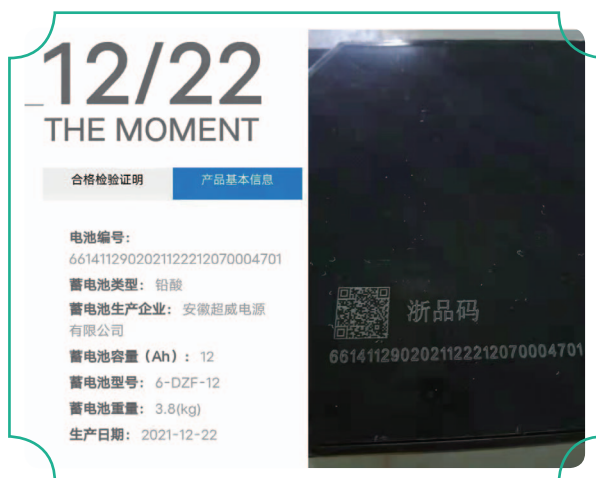 12/22
THE MOMENT
合格检验证明
产品基本信息
电池编号:
6614112902021122212070004701
蓄电池类型: 铅酸
蓄电池生产企业: 安徽超威电源
有限公司
蓄电池容量(Ah): 12
蓄电池型号: 6-DZF-12
蓄电池重量: 3.8(kg)
生产日期: 2021-12-22
浙品码
6614112902021122212070004701